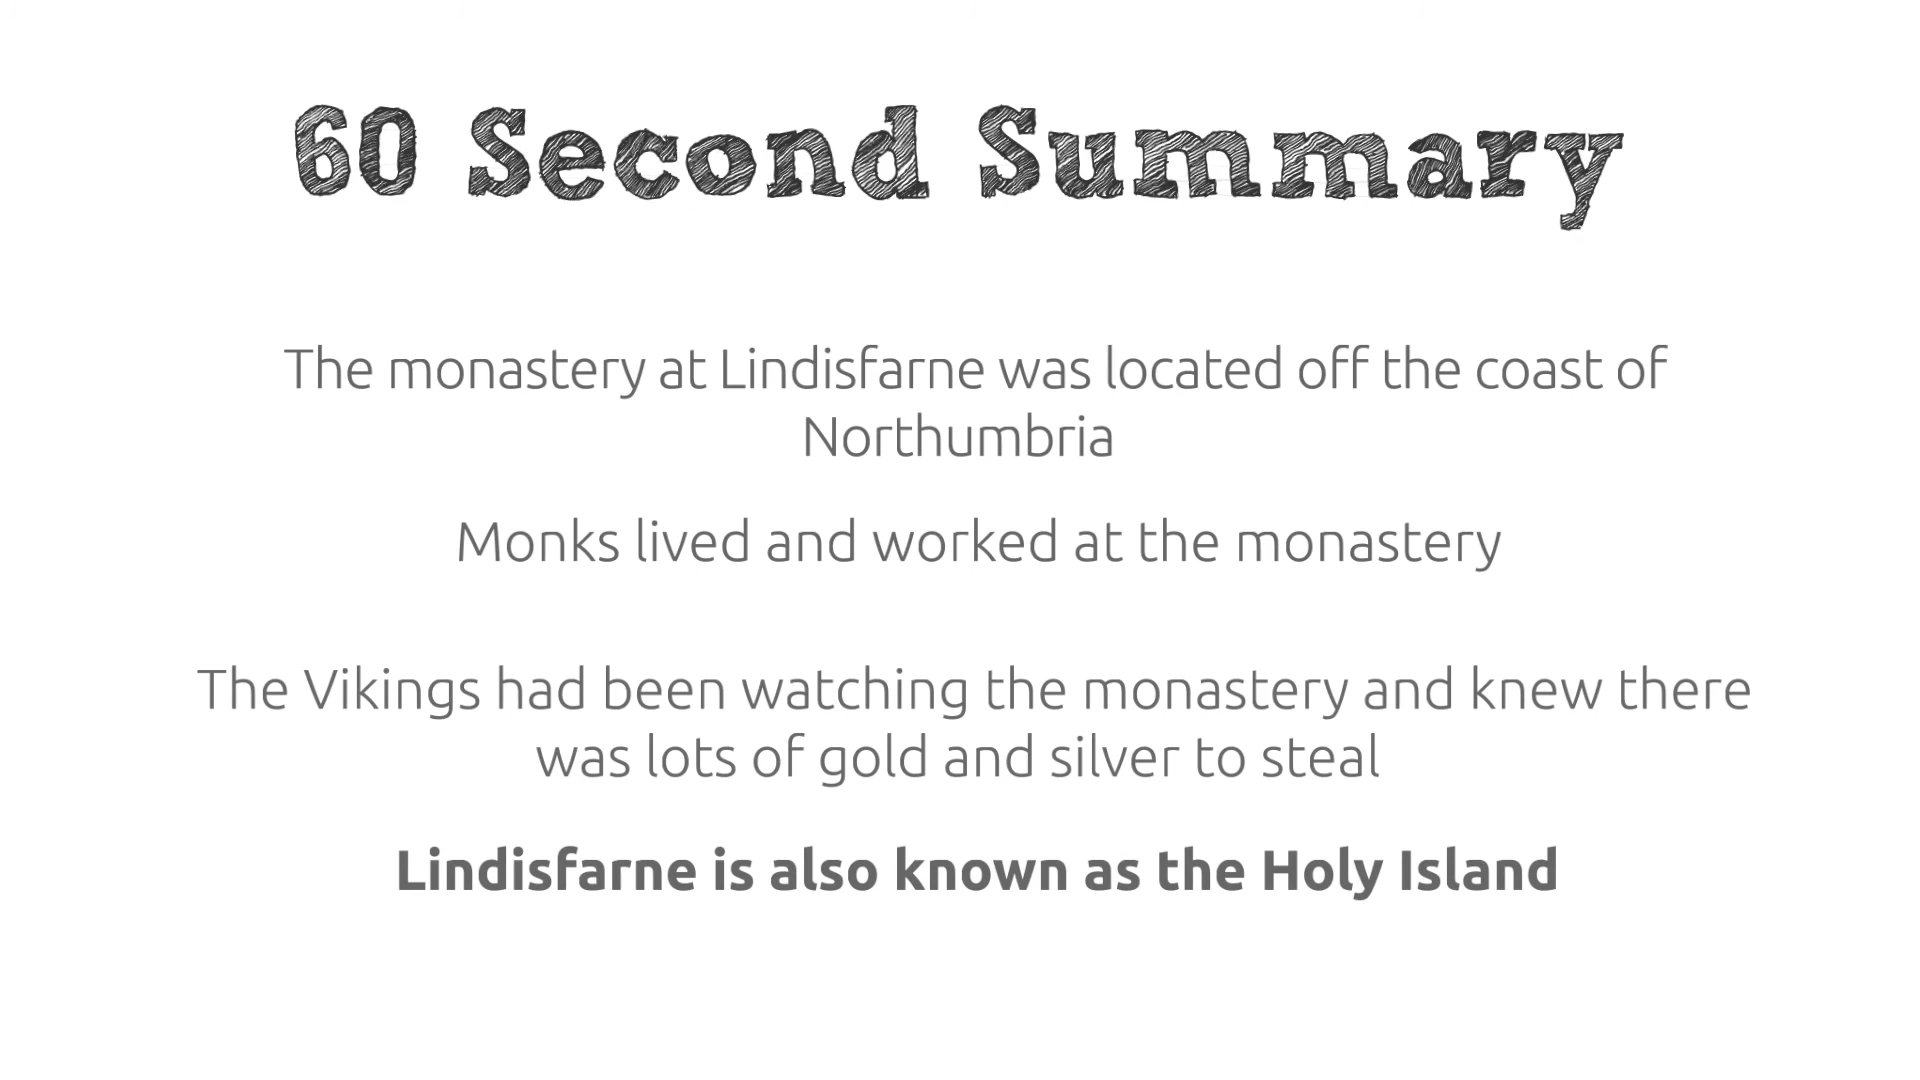 60 Second Summary
The monastery at Lindisfarne was located off the coast of
Northumbria
Monks lived and worked at the monastery
The Vikings had been watching the monastery and knew there
was lots of gold and silver to steal
Lindisfarne is also known as the Holy Island